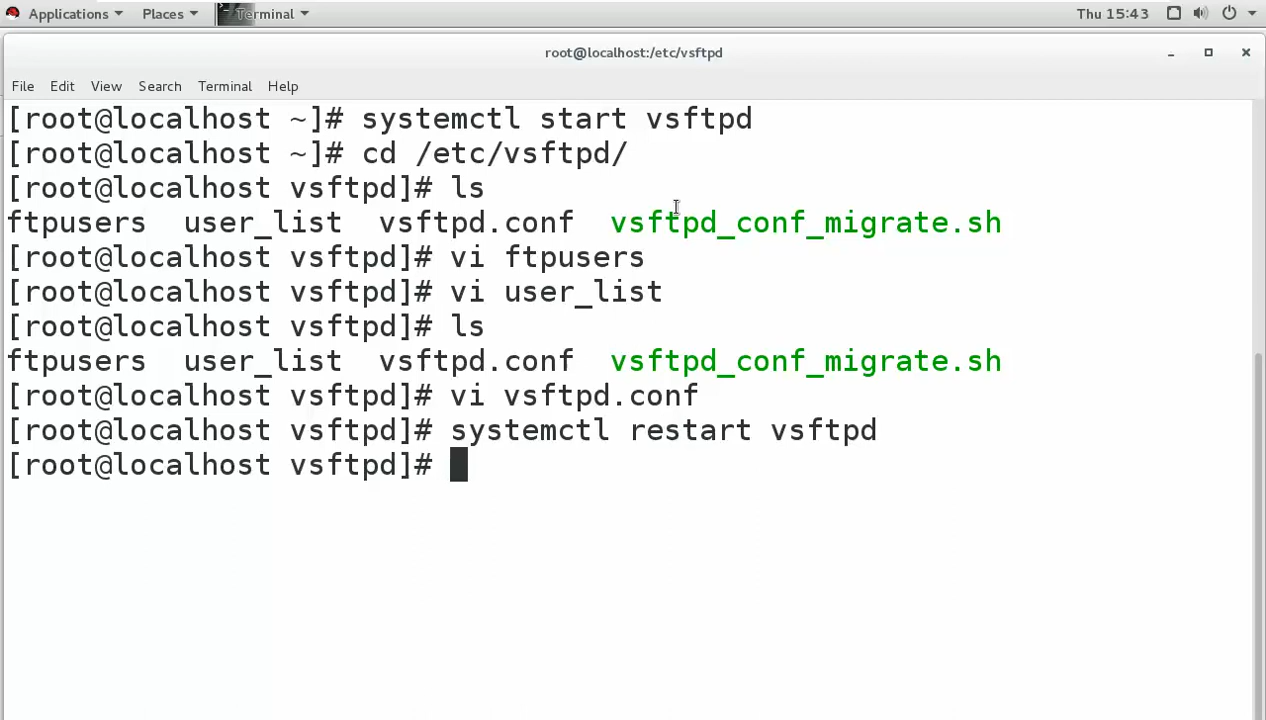 Applications Places Terminal Thu 15:43
root@localhost:/etc/vsftpd
File Edit View Search Terminal Help
[root@localhost ~]# systemctl start vsftpd
[root@localhost ~]# cd /etc/vsftpd/
[root@localhost vsftpd]# ls
ftpusers user_list vsftpd.conf vsftpd_conf_migrate.sh
[root@localhost vsftpd]# vi ftpusers
[root@localhost vsftpd]# vi user_list
[root@localhost vsftpd]# ls
ftpusers user_list vsftpd.conf vsftpd_conf_migrate.sh
[root@localhost vsftpd]# vi vsftpd.conf
[root@localhost vsftpd]# systemctl restart vsftpd
[root@localhost vsftpd]#